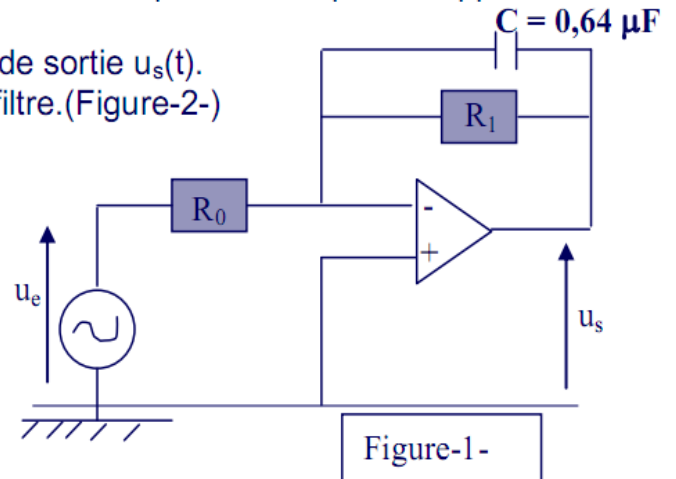 C = 0,64 µF
de sortie us(t).
filtre.(Figure-2-)
R1
R0
-
+
ue
us
Figure-1-